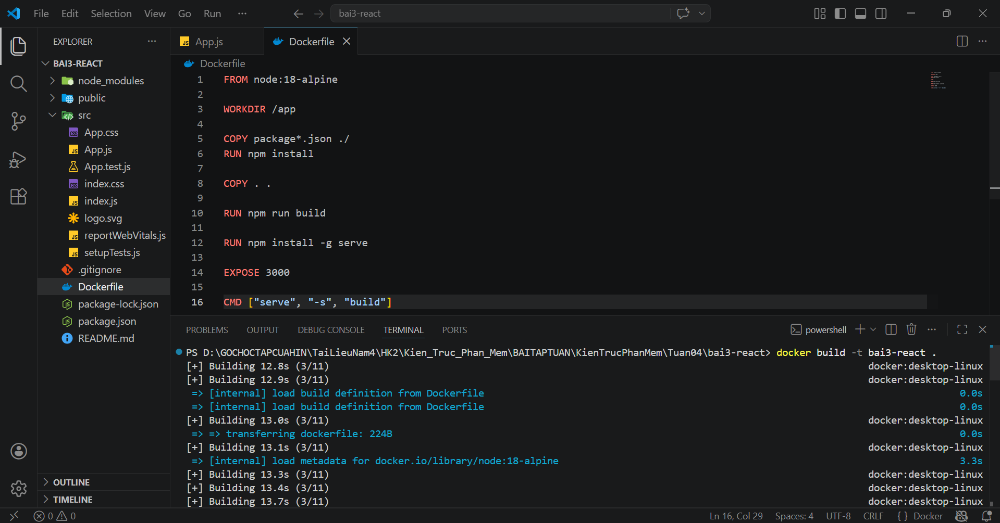 File Edit Selection View Go Run ···
bai3-react
EXPLORER ···
BAI3-REACT
node_modules
public
src
App.css
App.js
App.test.js
index.css
index.js
logo.svg
reportWebVitals.js
setupTests.js
.gitignore
Dockerfile
package-lock.json
package.json
README.md
OUTLINE
TIMELINE
App.js
Dockerfile
Dockerfile
1 FROM node:18-alpine
2
3 WORKDIR /app
4
5 COPY package*.json ./
6 RUN npm install
7
8 COPY . .
9
10 RUN npm run build
11
12 RUN npm install -g serve
13
14 EXPOSE 3000
15
16 CMD ["serve", "-s", "build"]
PROBLEMS OUTPUT DEBUG CONSOLE TERMINAL PORTS
powershell
PS D:\GOCHOCTAPCUAHIN\TaiLieuNam4\HK2\Kien_Truc_Phan_Mem\BAITAPTUAN\KienTrucPhanMem\Tuan04\bai3-react> docker build -t bai3-react .
[+] Building 12.8s (3/11) docker:desktop-linux
[+] Building 12.9s (3/11) docker:desktop-linux
=> [internal] load build definition from Dockerfile 0.0s
=> [internal] load build definition from Dockerfile 0.0s
[+] Building 13.0s (3/11) docker:desktop-linux
=> => transferring dockerfile: 224B 0.0s
[+] Building 13.1s (3/11) docker:desktop-linux
=> [internal] load metadata for docker.io/library/node:18-alpine 3.3s
[+] Building 13.3s (3/11) docker:desktop-linux
[+] Building 13.4s (3/11) docker:desktop-linux
[+] Building 13.7s (3/11) docker:desktop-linux
0 0
Ln 16, Col 29 Spaces: 4 UTF-8 CRLF { } Docker